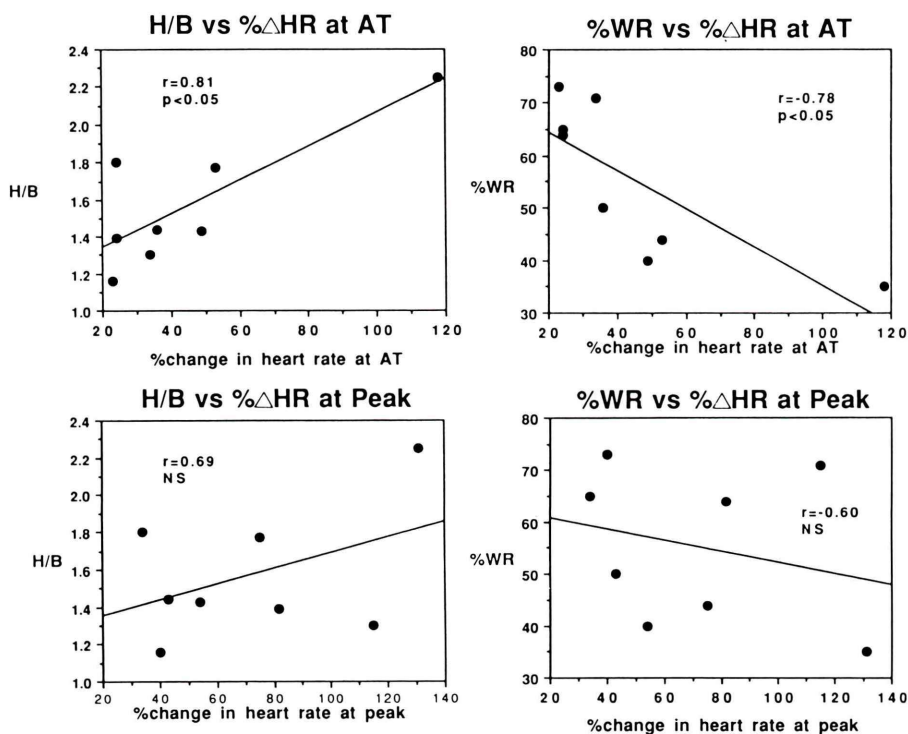 H/B vs %△HR at AT
2.4
2.2
2.0
1.8
1.6
1.4
1.2
1.0
H/B
r=0.81
p<0.05
20 40 60 80 100 120
%change in heart rate at AT
%WR vs %△HR at AT
80
70
60
50
40
30
%WR
r=-0.78
p<0.05
20 40 60 80 100 120
%change in heart rate at AT
H/B vs %△HR at Peak
2.4
2.2
2.0
1.8
1.6
1.4
1.2
1.0
H/B
r=0.69
NS
20 40 60 80 100 120 140
%change in heart rate at peak
%WR vs %△HR at Peak
80
70
60
50
40
30
%WR
r=-0.60
NS
20 40 60 80 100 120 140
%change in heart rate at peak